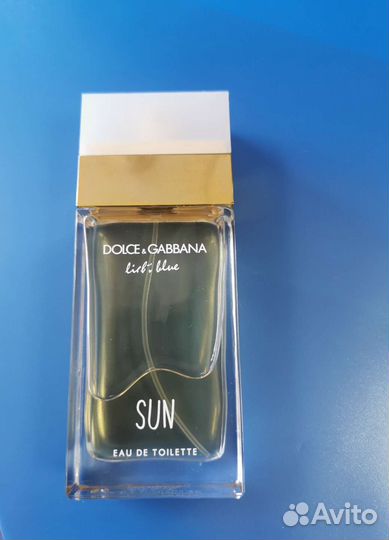 DOLCE & GABBANA
light blue
SUN
EAU DE TOILETTE
Avito